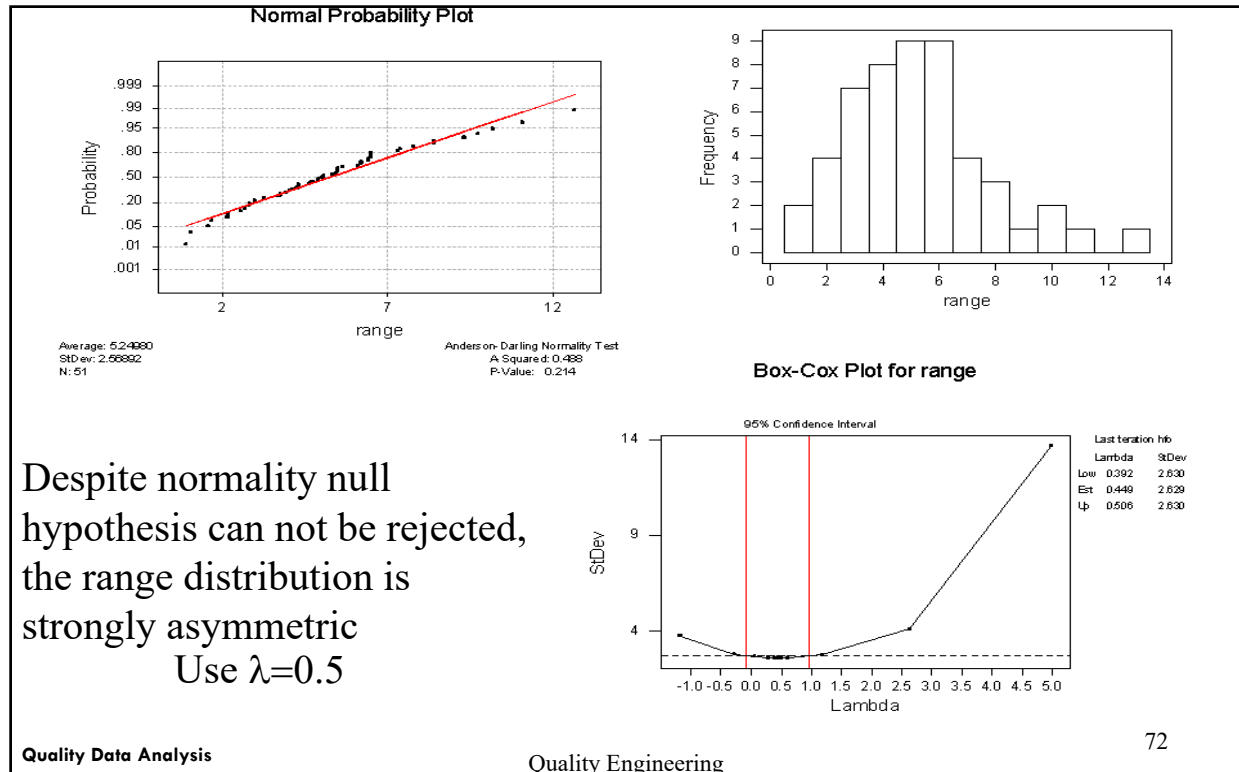 Normal Probability Plot
.999
.99
.95
.80
.50
.20
.05
.01
.001
Probability
2 7 12
range
Average: 5.24980
StDev: 2.56892
N: 51
Anderson-Darling Normality Test
A-Squared: 0.488
P-Value: 0.214
9
8
7
6
5
4
3
2
1
0
Frequency
0 2 4 6 8 10 12 14
range
Box-Cox Plot for range
95% Confidence Interval
14
9
4
StDev
-1.0 -0.5 0.0 0.5 1.0 1.5 2.0 2.5 3.0 3.5 4.0 4.5 5.0
Lambda
Last Iteration Info
Lambda StDev
Low 0.392 2.630
Est 0.449 2.629
Up 0.506 2.630
Despite normality null
hypothesis can not be rejected,
the range distribution is
strongly asymmetric
Use λ=0.5
Quality Data Analysis
Quality Engineering
72